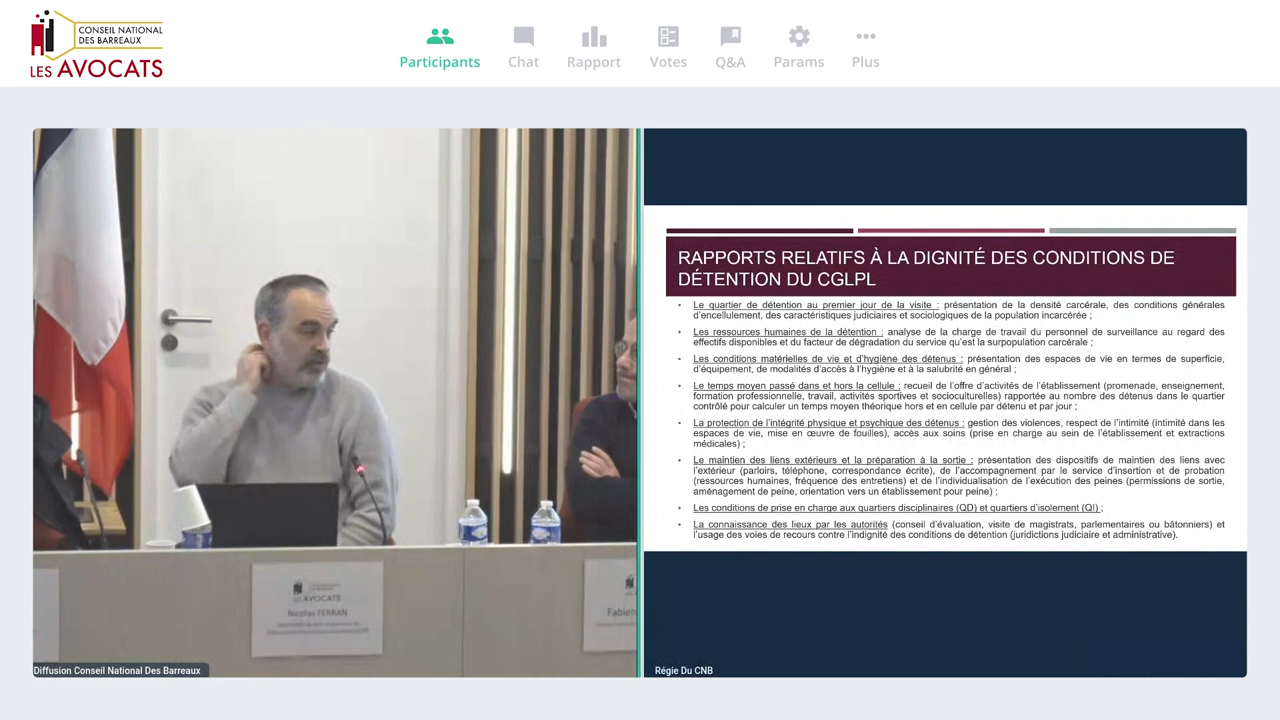 CONSEIL NATIONAL
DES BARREAUX
LES AVOCATS
Participants
Chat
Rapport
Votes
Q&A
Params
Plus
LES AVOCATS
Nicolas FERRAN
Diffusion Conseil National Des Barreaux
RAPPORTS RELATIFS À LA DIGNITÉ DES CONDITIONS DE
DÉTENTION DU CGLPL
• Le quartier de détention au premier jour de la visite : présentation de la densité carcérale, des conditions générales
d'encellulement, des caractéristiques judiciaires et sociologiques de la population incarcérée ;
• Les ressources humaines de la détention : analyse de la charge de travail du personnel de surveillance au regard des
effectifs disponibles et du facteur de dégradation du service qu'est la surpopulation carcérale ;
• Les conditions matérielles de vie et d'hygiène des détenus : présentation des espaces de vie en termes de superficie,
d'équipement, de modalités d'accès à l'hygiène et à la salubrité en général ;
• Le temps moyen passé dans et hors la cellule : recueil de l'offre d'activités de l'établissement (promenade, enseignement,
formation professionnelle, travail, activités sportives et socioculturelles) rapportée au nombre des détenus dans le quartier
contrôlé pour calculer un temps moyen théorique hors et en cellule par détenu et par jour ;
• La protection de l'intégrité physique et psychique des détenus : gestion des violences, respect de l'intimité (intimité dans les
espaces de vie, mise en œuvre de fouilles), accès aux soins (prise en charge au sein de l'établissement et extractions
médicales) ;
• Le maintien des liens extérieurs et la préparation à la sortie : présentation des dispositifs de maintien des liens avec
l'extérieur (parloirs, téléphone, correspondance écrite), de l'accompagnement par le service d'insertion et de probation
(ressources humaines, fréquence des entretiens) et de l'individualisation de l'exécution des peines (permissions de sortie,
aménagement de peine, orientation vers un établissement pour peine) ;
• Les conditions de prise en charge aux quartiers disciplinaires (QD) et quartiers d'isolement (QI) ;
• La connaissance des lieux par les autorités (conseil d'évaluation, visite de magistrats, parlementaires ou bâtonniers) et
l'usage des voies de recours contre l'indignité des conditions de détention (juridictions judiciaire et administrative).
Régie Du CNB